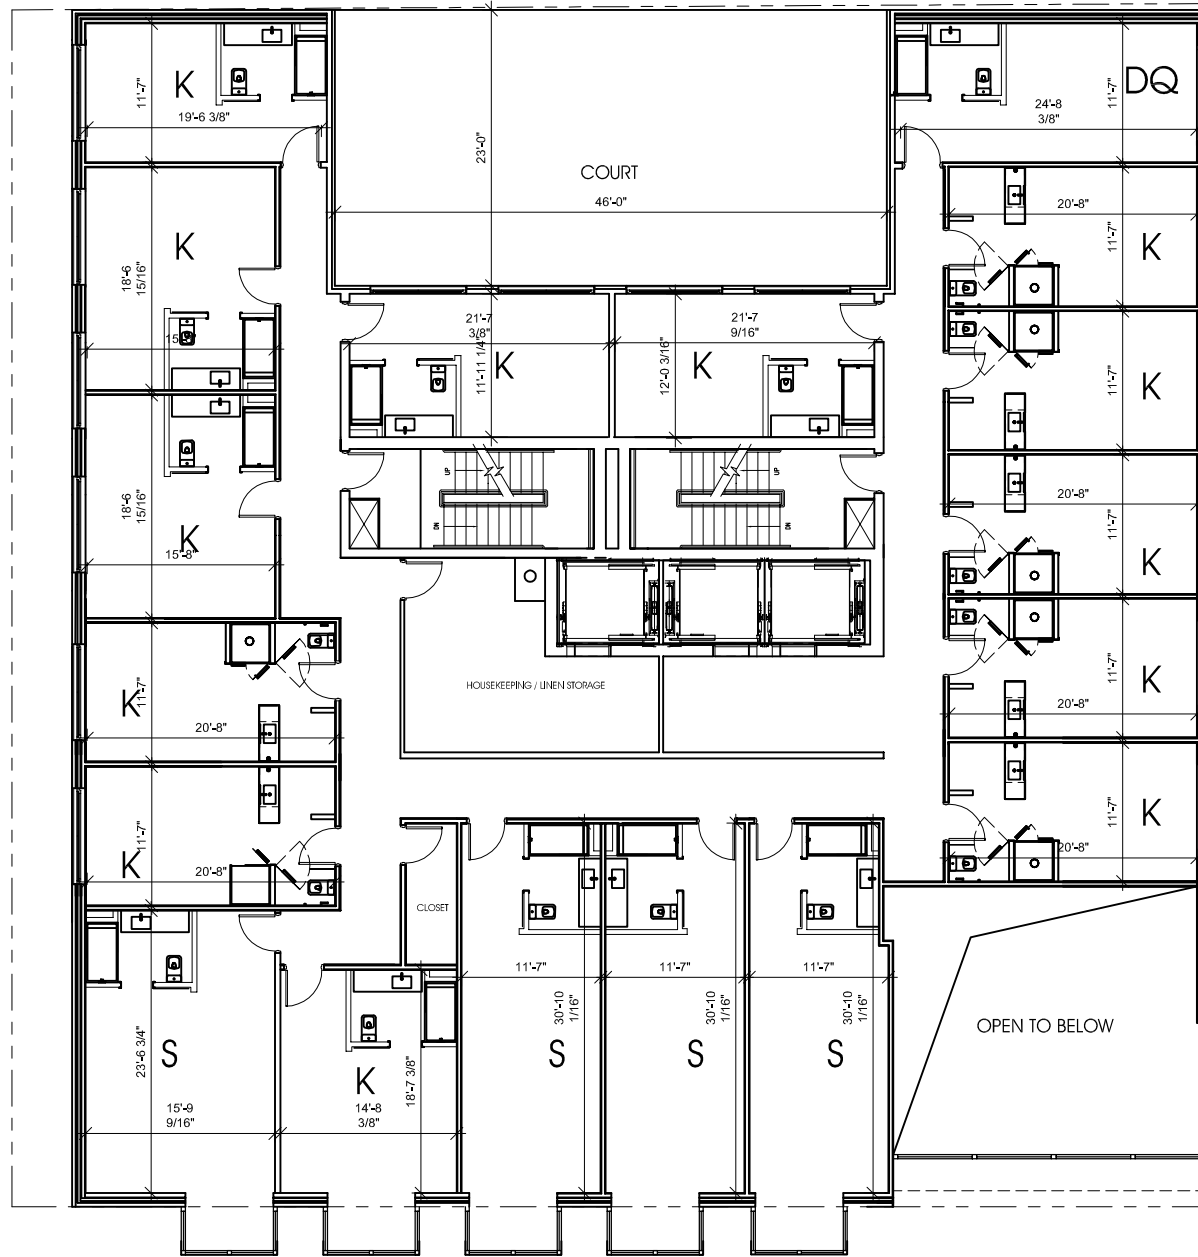 K
11'-7"
19'-6 3/8"
23'-0"
COURT
46'-0"
DQ
11'-7"
24'-8
3/8"
K
18'-6
15/16"
K
20'-8"
11'-7"
21'-7
3/8"
11'-11 1/4"
K
21'-7
9/16"
12'-0 3/16"
K
K
11'-7"
18'-6
15/16"
K
15'-8"
UP
DN
UP
DN
20'-8"
11'-7"
K
K
11'-7"
20'-8"
HOUSEKEEPING / LINEN STORAGE
K
11'-7"
20'-8"
K
11'-7"
20'-8"
K
11'-7"
20'-8"
CLOSET
11'-7"
11'-7"
11'-7"
S
23'-6 3/4"
15'-9
9/16"
K
18'-7 3/8"
14'-8
3/8"
30'-10
1/16"
S
30'-10
1/16"
S
30'-10
1/16"
S
OPEN TO BELOW